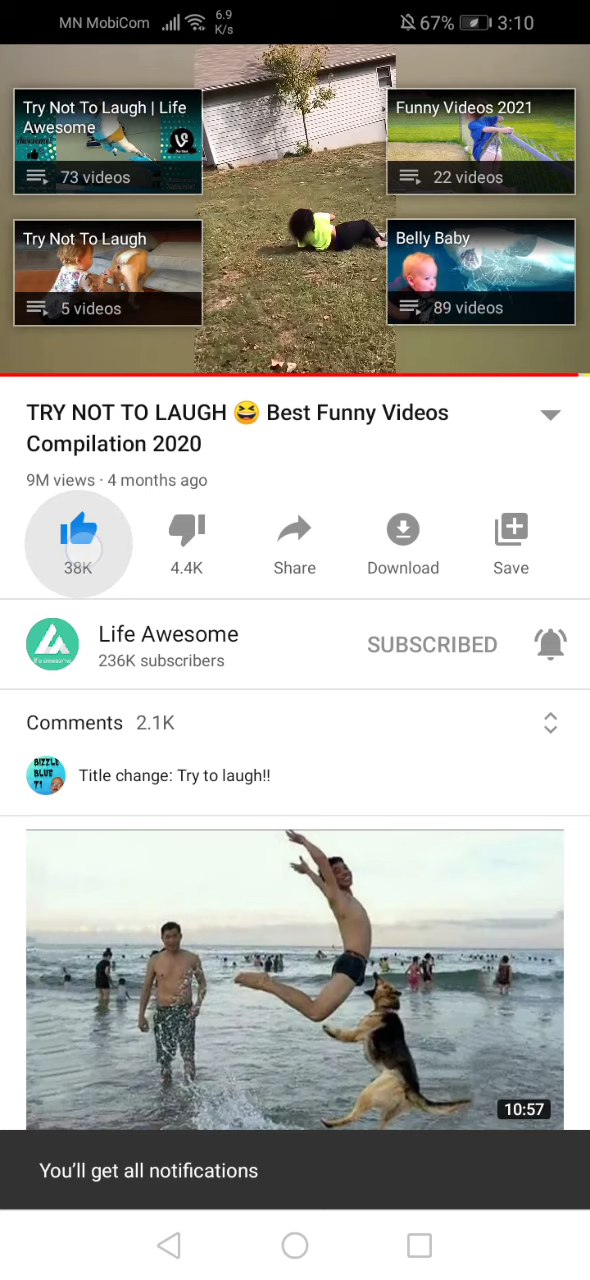 MN MobiCom
6.9
K/s
67%
3:10
Try Not To Laugh | Life
Awesome
73 videos
Funny Videos 2021
22 videos
Try Not To Laugh
5 videos
Belly Baby
89 videos
TRY NOT TO LAUGH 😆 Best Funny Videos
Compilation 2020
9M views · 4 months ago
38K
4.4K
Share
Download
Save
Life Awesome
236K subscribers
SUBSCRIBED
Comments 2.1K
BIZZLE
BLUE
71
Title change: Try to laugh!!
10:57
You’ll get all notifications